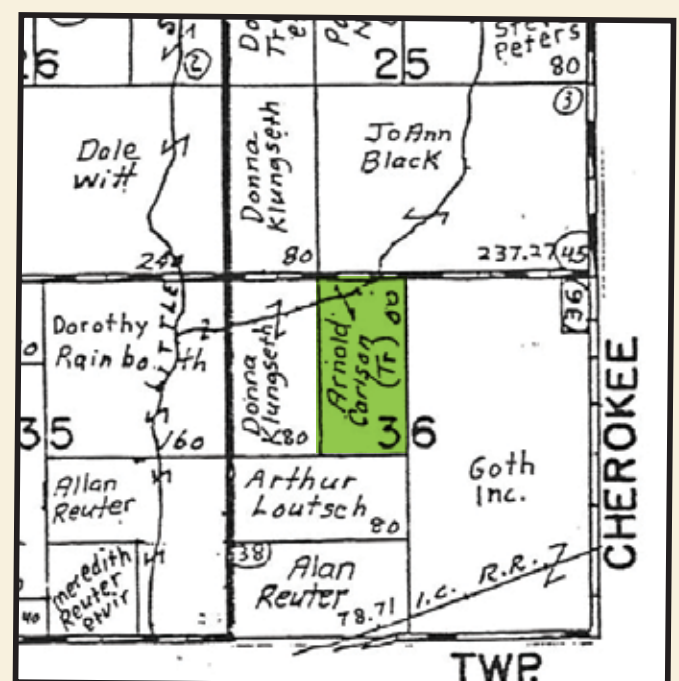 26
2
25
Peters
80
3
Dale
Witt
Donna
Klungseth
JoAnn
Black
80
237.27
45
LITTLE
Dorothy
Rainbo th
160
Donna
Klungseth
80
Arnold
Carlson
(Tr)
80
36
36
35
Goth
Inc.
CHEROKEE
Allan
Reuter
Arthur
Loutsch
80
Meredith
Reuter
etvir
40
38
Alan
Reuter
78.71
I.C. R.R.
TWP.